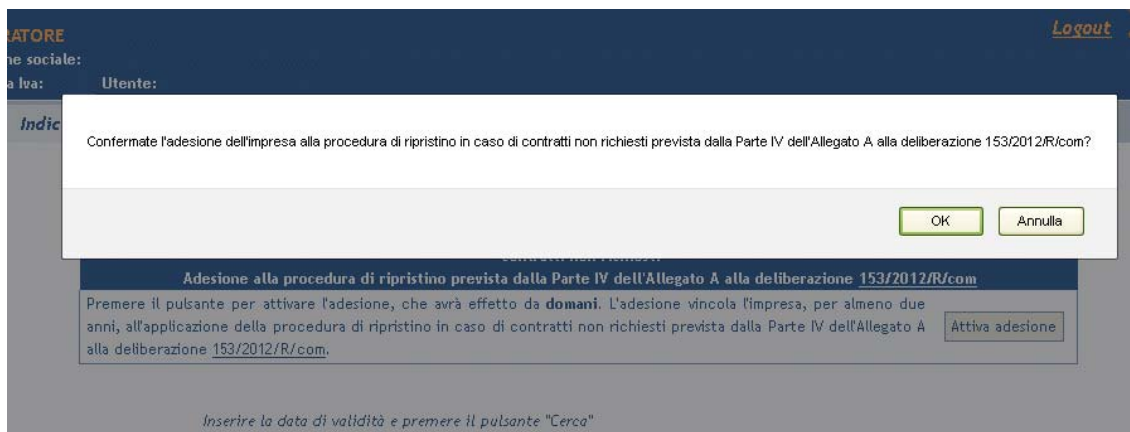 Logout
ne sociale:
a Iva: Utente:
Indic
Confermate l'adesione dell'impresa alla procedura di ripristino in caso di contratti non richiesti prevista dalla Parte IV dell'Allegato A alla deliberazione 153/2012/R/com?
OK Annulla
contratti non richiesti
Adesione alla procedura di ripristino prevista dalla Parte IV dell'Allegato A alla deliberazione 153/2012/R/com
Premere il pulsante per attivare l'adesione, che avrà effetto da domani. L'adesione vincola l'impresa, per almeno due
anni, all'applicazione della procedura di ripristino in caso di contratti non richiesti prevista dalla Parte IV dell'Allegato A
alla deliberazione 153/2012/R/com.
Attiva adesione
Inserire la data di validità e premere il pulsante "Cerca"